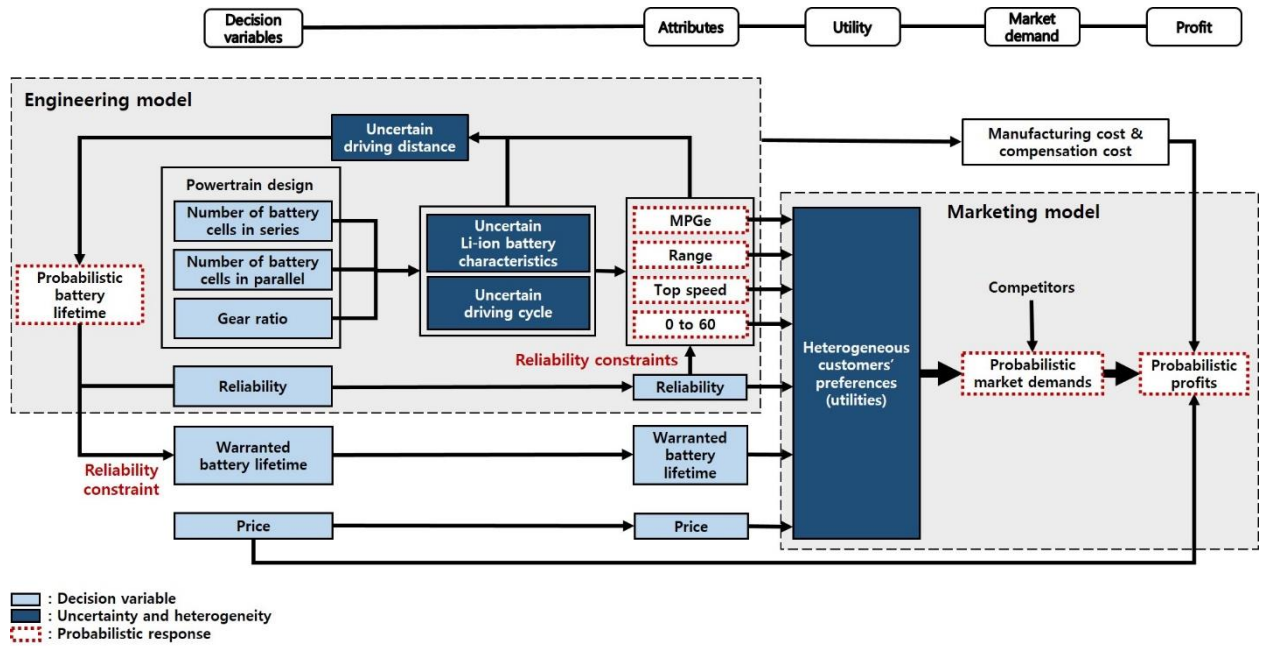 Decision
variables
Attributes
Utility
Market
demand
Profit
Engineering model
Uncertain
driving distance
Manufacturing cost &
compensation cost
Powertrain design
Number of battery
cells in series
Number of battery
cells in parallel
Gear ratio
Uncertain
Li-ion battery
characteristics
Uncertain
driving cycle
MPGe
Range
Top speed
0 to 60
Marketing model
Probabilistic
battery
lifetime
Competitors
Reliability constraints
Heterogeneous
customers’
preferences
(utilities)
Probabilistic
market demands
Probabilistic
profits
Reliability
Reliability
Reliability
constraint
Warranted
battery lifetime
Warranted
battery
lifetime
Price
Price
: Decision variable
: Uncertainty and heterogeneity
: Probabilistic response